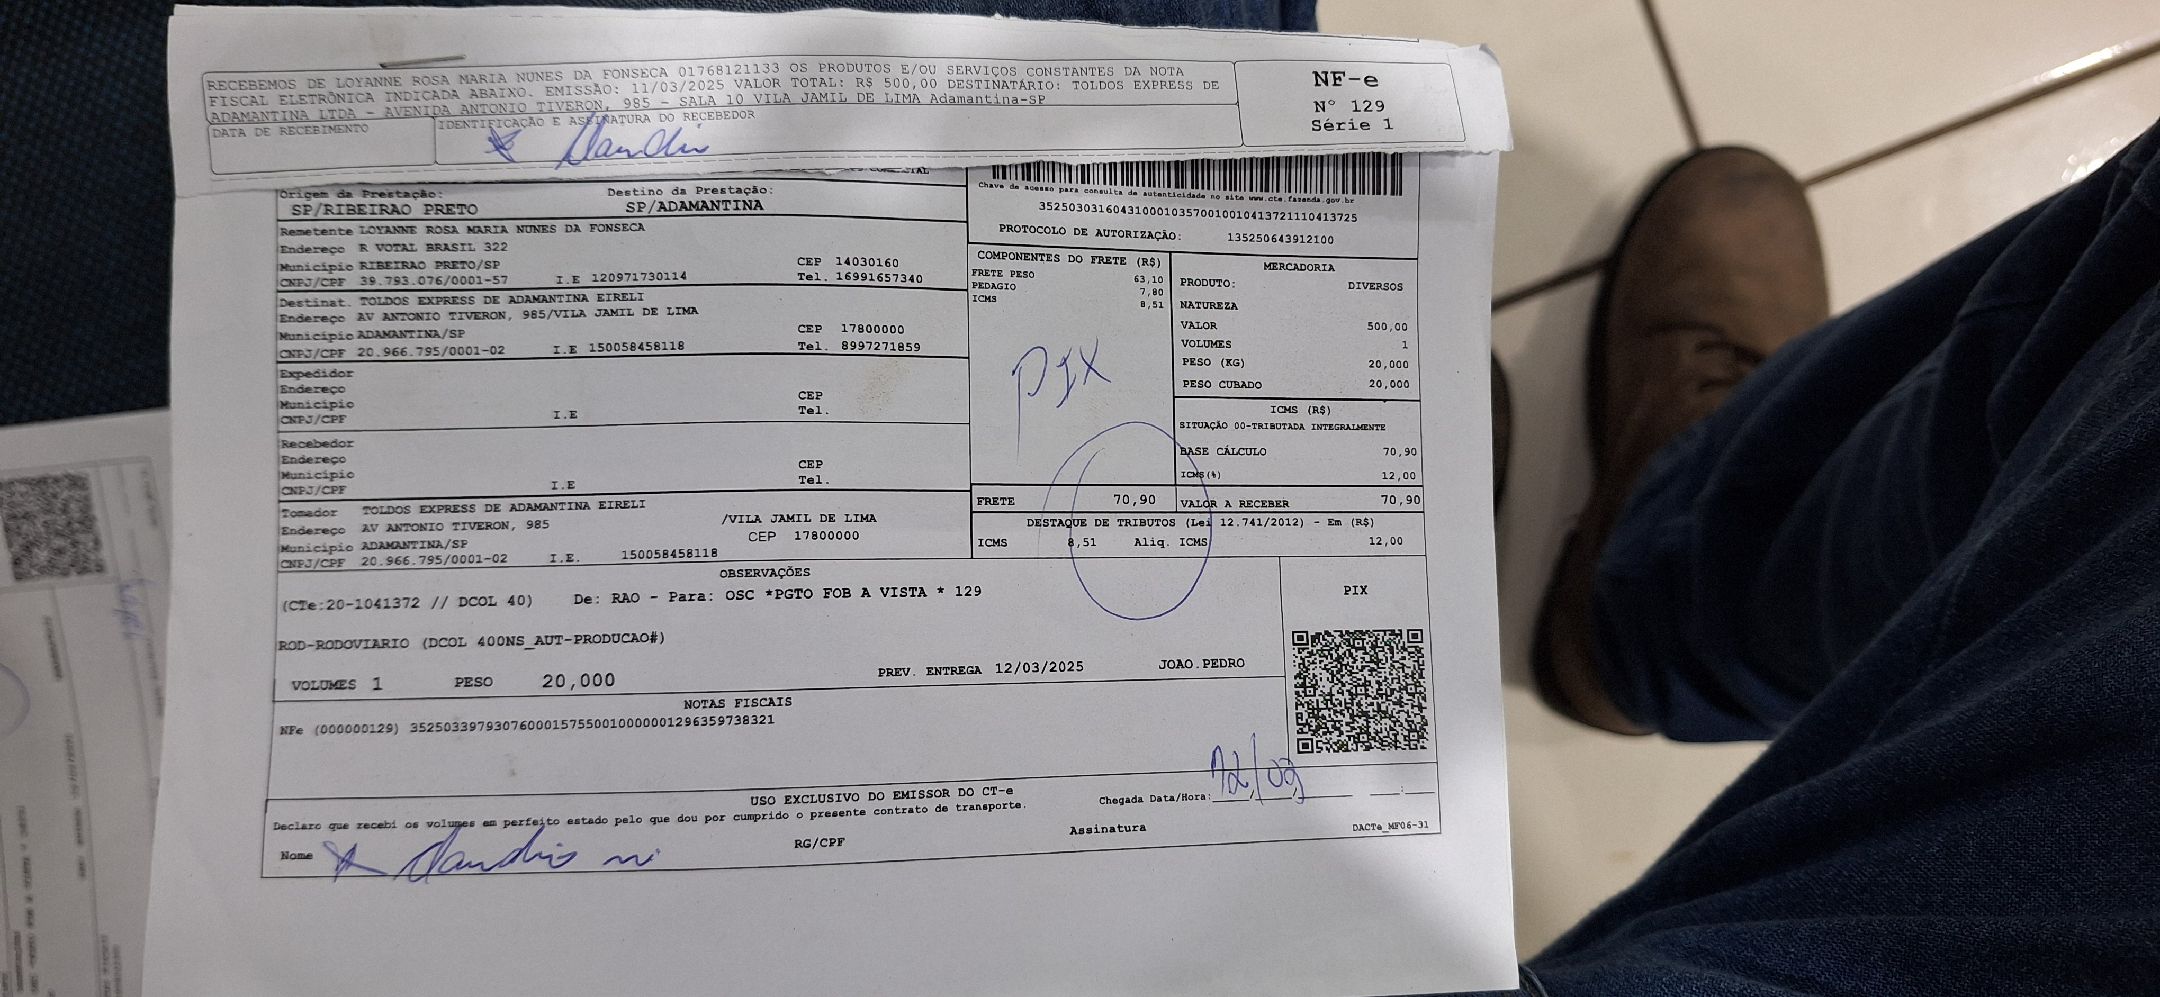 RECEBEMOS DE LOYANNE ROSA MARIA NUNES DA FONSECA 01768121133 OS PRODUTOS E/OU SERVIÇOS CONSTANTES DA NOTA
FISCAL ELETRÔNICA INDICADA ABAIXO. EMISSÃO: 11/03/2025 VALOR TOTAL: R$ 500,00 DESTINATÁRIO: TOLDOS EXPRESS DE
ADAMANTINA LTDA - AVENIDA ANTONIO TIVERON, 985 - SALA 10 VILA JAMIL DE LIMA Adamantina-SP
DATA DE RECEBIMENTO
IDENTIFICAÇÃO E ASSINATURA DO RECEBEDOR
NF-e
Nº 129
Série 1
Origem da Prestação:
SP/RIBEIRAO PRETO
Destino da Prestação:
SP/ADAMANTINA
Chave de acesso para consulta de autenticidade no site www.cte.fazenda.gov.br
35250303160431000103570010010413721110413725
PROTOCOLO DE AUTORIZAÇÃO: 135250643912100
Remetente LOYANNE ROSA MARIA NUNES DA FONSECA
Endereço R VOTAL BRASIL 322
Município RIBEIRAO PRETO/SP CEP 14030160
CNPJ/CPF 39.793.076/0001-57 I.E 120971730114 Tel. 16991657340
Destinat. TOLDOS EXPRESS DE ADAMANTINA EIRELI
Endereço AV ANTONIO TIVERON, 985/VILA JAMIL DE LIMA
Município ADAMANTINA/SP CEP 17800000
CNPJ/CPF 20.966.795/0001-02 I.E 150058458118 Tel. 8997271859
Expedidor
Endereço
Município CEP
CNPJ/CPF I.E Tel.
Recebedor
Endereço
Município CEP
CNPJ/CPF I.E Tel.
Tomador TOLDOS EXPRESS DE ADAMANTINA EIRELI
Endereço AV ANTONIO TIVERON, 985 /VILA JAMIL DE LIMA
Município ADAMANTINA/SP CEP 17800000
CNPJ/CPF 20.966.795/0001-02 I.E. 150058458118
COMPONENTES DO FRETE (R$)
FRETE PESO 63,10
PEDAGIO 7,80
ICMS 8,51
PIX
FRETE 70,90
MERCADORIA
PRODUTO: DIVERSOS
NATUREZA
VALOR 500,00
VOLUMES 1
PESO (KG) 20,000
PESO CUBADO 20,000
ICMS (R$)
SITUAÇÃO 00-TRIBUTADA INTEGRALMENTE
BASE CÁLCULO 70,90
ICMS(%) 12,00
VALOR A RECEBER 70,90
DESTAQUE DE TRIBUTOS (Lei 12.741/2012) - Em (R$)
ICMS 8,51 Aliq. ICMS 12,00
OBSERVAÇÕES
(CTe:20-1041372 // DCOL 40) De: RAO - Para: OSC *PGTO FOB A VISTA * 129
ROD-RODOVIARIO (DCOL 400NS_AUT-PRODUCAO#)
VOLUMES 1 PESO 20,000 PREV. ENTREGA 12/03/2025 JOAO.PEDRO
PIX
NOTAS FISCAIS
NFe (000000129) 35250339793076000157550010000001296359738321
USO EXCLUSIVO DO EMISSOR DO CT-e
Declaro que recebi os volumes em perfeito estado pelo que dou por cumprido o presente contrato de transporte.
Chegada Data/Hora: 12/03
Nome
RG/CPF
Assinatura
DACTe_MF06-31